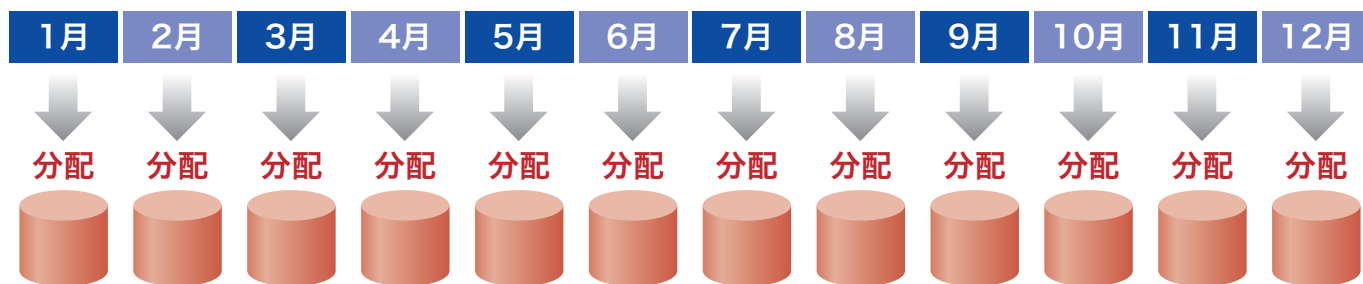 1月 2月 3月 4月 5月 6月 7月 8月 9月 10月 11月 12月
分配 分配 分配 分配 分配 分配 分配 分配 分配 分配 分配 分配